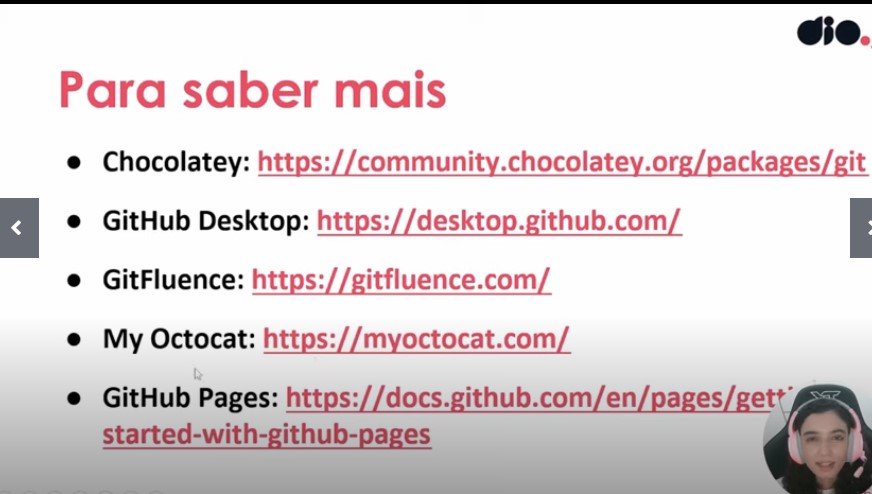 dio.
Para saber mais
● Chocolatey: https://community.chocolatey.org/packages/git
● GitHub Desktop: https://desktop.github.com/
● GitFluence: https://gitfluence.com/
● My Octocat: https://myoctocat.com/
● GitHub Pages: https://docs.github.com/en/pages/gett
started-with-github-pages